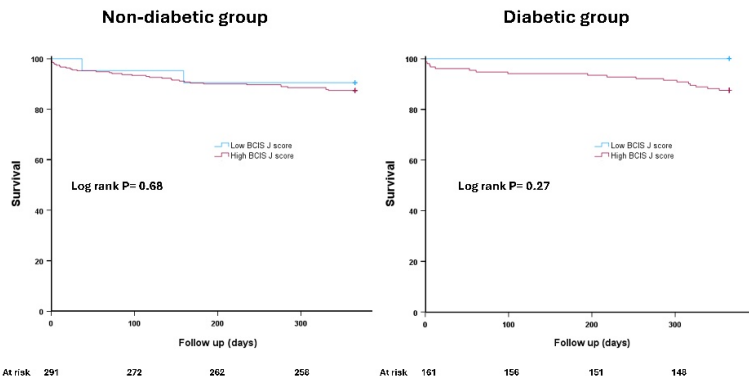 Non-diabetic group
Diabetic group
100
80
60
40
20
0
Survival
Low BCIS J score
High BCIS J score
Log rank P= 0.68
0 100 200 300
Follow up (days)
At risk 291 272 262 258
100
80
60
40
20
0
Survival
Low BCIS J score
High BCIS J score
Log rank P= 0.27
0 100 200 300
Follow up (days)
At risk 161 156 151 148